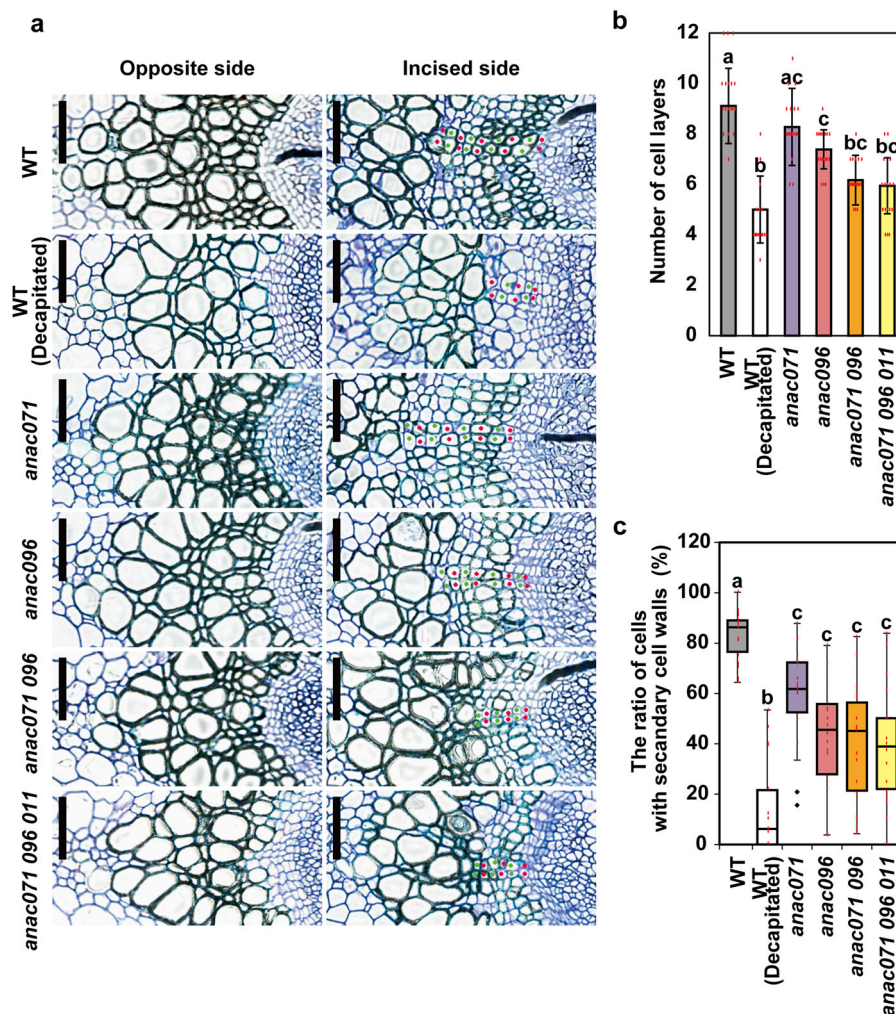 a
Opposite side
Incised side
WT
WT
(Decapitated)
anac071
anac096
anac071 096
anac071 096 011
b
Number of cell layers
12
10
8
6
4
2
0
a
b
ac
c
bc
bc
WT
WT
(Decapitated)
anac071
anac096
anac071 096
anac071 096 011
c
The ratio of cells
with secandary cell walls (%)
120
100
80
60
40
20
0
a
b
c
c
c
c
WT
WT
(Decapitated)
anac071
anac096
anac071 096
anac071 096 011